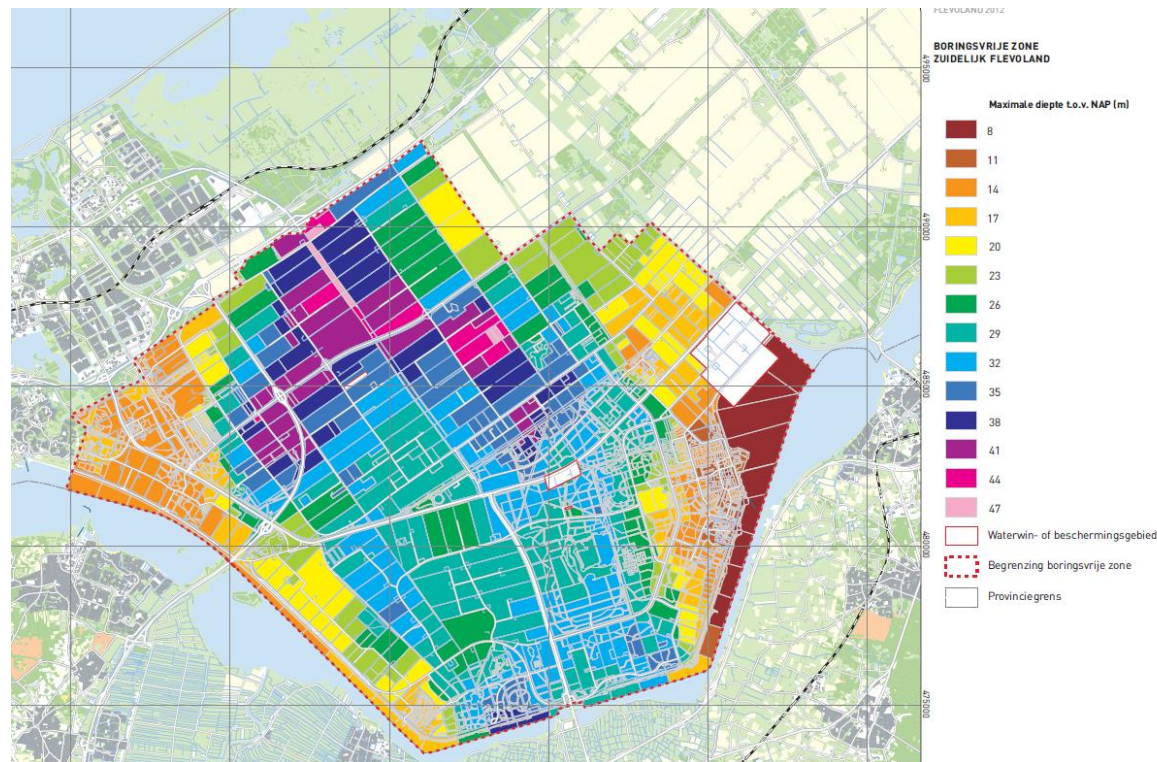 FLEVOLAND 2012
BORINGSVRIJE ZONE
ZUIDELIJK FLEVOLAND
Maximale diepte t.o.v. NAP (m)
8
11
14
17
20
23
26
29
32
35
38
41
44
47
Waterwin- of beschermingsgebied
Begrenzing boringsvrije zone
Provinciegrens
495000
490000
485000
480000
475000